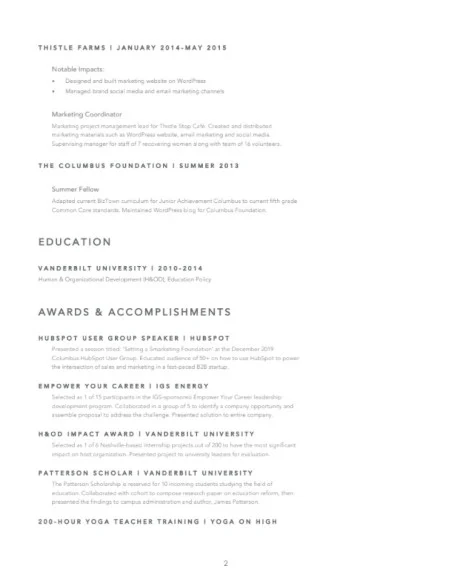 THISTLE FARMS | JANUARY 2014-MAY 2015
Notable Impacts:
• Designed and built marketing website on WordPress
• Managed brand social media and email marketing channels
Marketing Coordinator
Marketing project management lead for Thistle Stop Café. Created and distributed
marketing materials such as WordPress website, email marketing and social media.
Supervising manager for staff of 7 recovering women along with team of 16 volunteers.
THE COLUMBUS FOUNDATION | SUMMER 2013
Summer Fellow
Adapted current BizTown curriculum for Junior Achievement Columbus to current fifth grade
Common Core standards. Maintained WordPress blog for Columbus Foundation.
EDUCATION
VANDERBILT UNIVERSITY | 2010-2014
Human & Organizational Development (H&OD), Education Policy
AWARDS & ACCOMPLISHMENTS
HUBSPOT USER GROUP SPEAKER | HUBSPOT
Presented a session titled: "Setting a Smarketing Foundation" at the December 2019
Columbus HubSpot User Group. Educated audience of 50+ on how to use HubSpot to power
the intersection of sales and marketing in a fast-paced B2B startup.
EMPOWER YOUR CAREER | IGS ENERGY
Selected as 1 of 15 participants in the IGS-sponsored Empower Your Career leadership
development program. Collaborated in a group of 5 to identify a company opportunity and
assemble proposal to address the challenge. Presented solution to entire company.
H&OD IMPACT AWARD | VANDERBILT UNIVERSITY
Selected as 1 of 6 Nashville-based internship projects out of 200 to have the most significant
impact on host organization. Presented project to university leaders for evaluation.
PATTERSON SCHOLAR | VANDERBILT UNIVERSITY
The Patterson Scholarship is reserved for 10 incoming students studying the field of
education. Collaborated with cohort to compose research paper on education reform, then
presented the findings to campus administration and author, James Patterson.
200-HOUR YOGA TEACHER TRAINING | YOGA ON HIGH
2